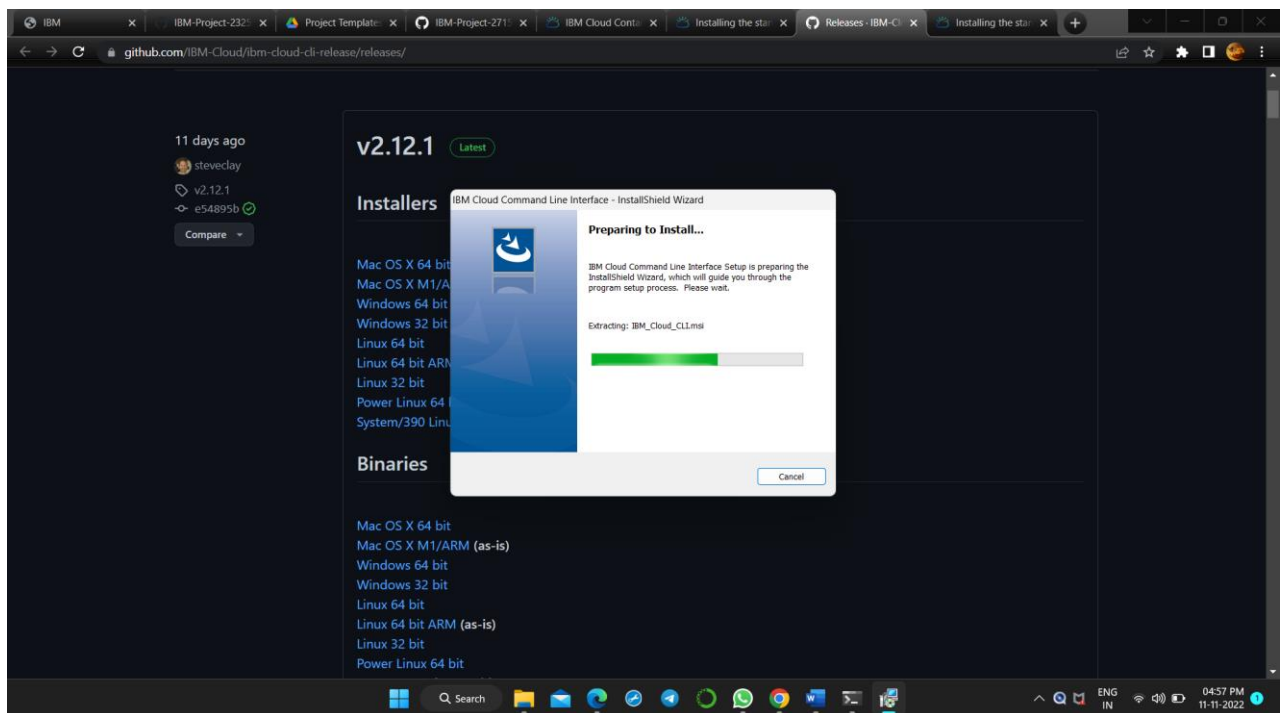 IBM
IBM-Project-2325
Project Template
IBM-Project-2715
IBM Cloud Conta
Installing the star
Releases · IBM-Cl
Installing the star
github.com/IBM-Cloud/ibm-cloud-cli-release/releases/
11 days ago
steveclay
v2.12.1
e54895b
Compare
v2.12.1 Latest
Installers
Mac OS X 64 bit
Mac OS X M1/A
Windows 64 bit
Windows 32 bit
Linux 64 bit
Linux 64 bit ARM
Linux 32 bit
Power Linux 64
System/390 Linu
IBM Cloud Command Line Interface - InstallShield Wizard
Preparing to Install...
IBM Cloud Command Line Interface Setup is preparing the
InstallShield Wizard, which will guide you through the
program setup process. Please wait.
Extracting: IBM_Cloud_CLI.msi
Cancel
Binaries
Mac OS X 64 bit
Mac OS X M1/ARM (as-is)
Windows 64 bit
Windows 32 bit
Linux 64 bit
Linux 64 bit ARM (as-is)
Linux 32 bit
Power Linux 64 bit
Search
ENG
IN
04:57 PM
11-11-2022
1